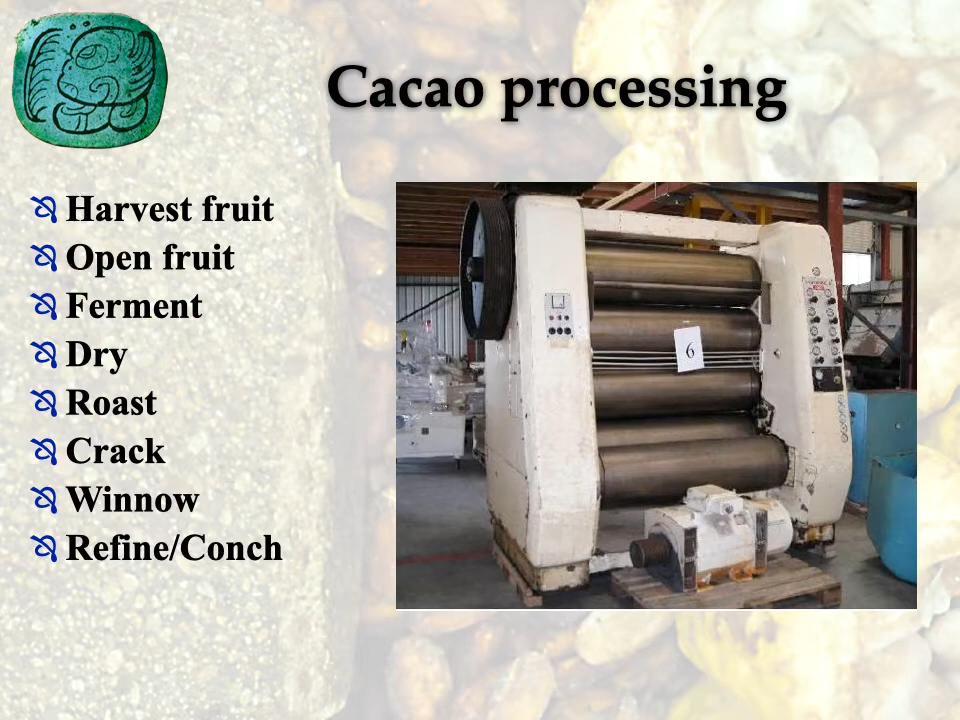 Cacao processing
Harvest fruit
Open fruit
Ferment
Dry
Roast
Crack
Winnow
Refine/Conch
6